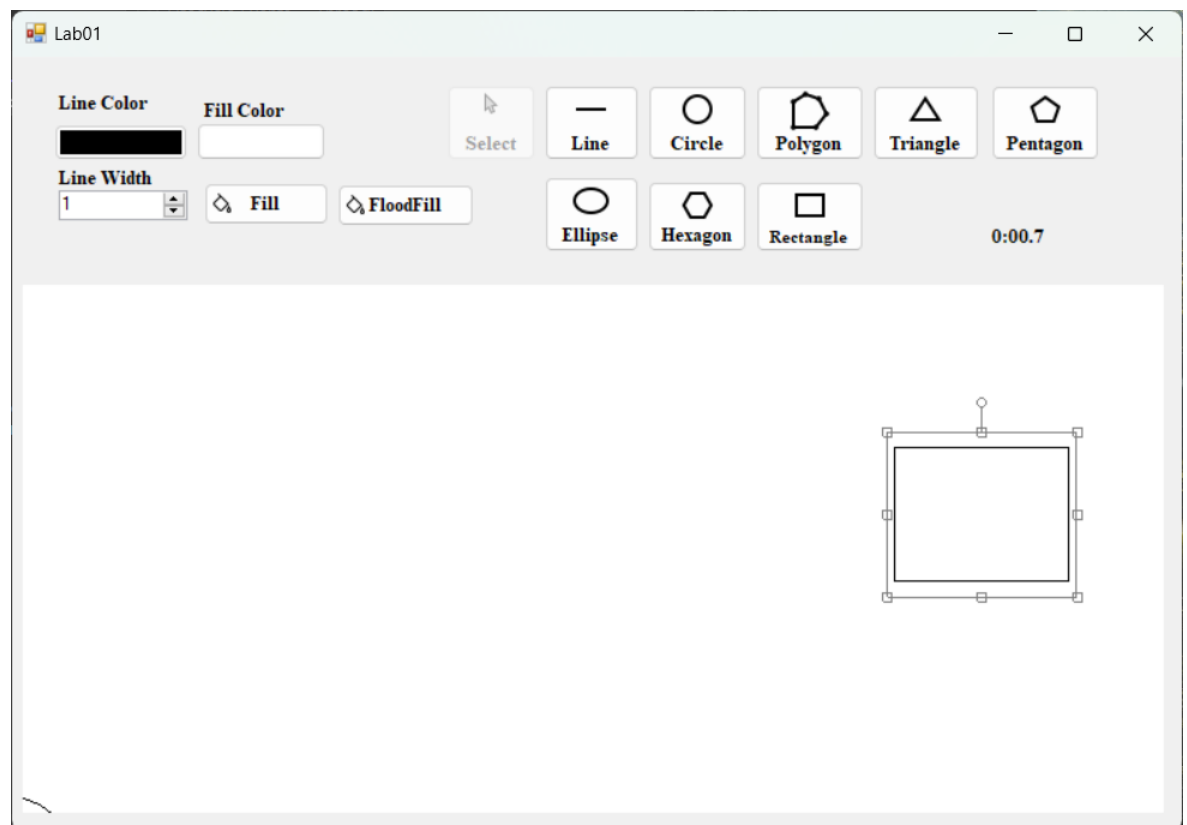 Lab01
Line Color
Fill Color
Select
Line
Circle
Polygon
Triangle
Pentagon
Line Width
1
Fill
FloodFill
Ellipse
Hexagon
Rectangle
0:00.7